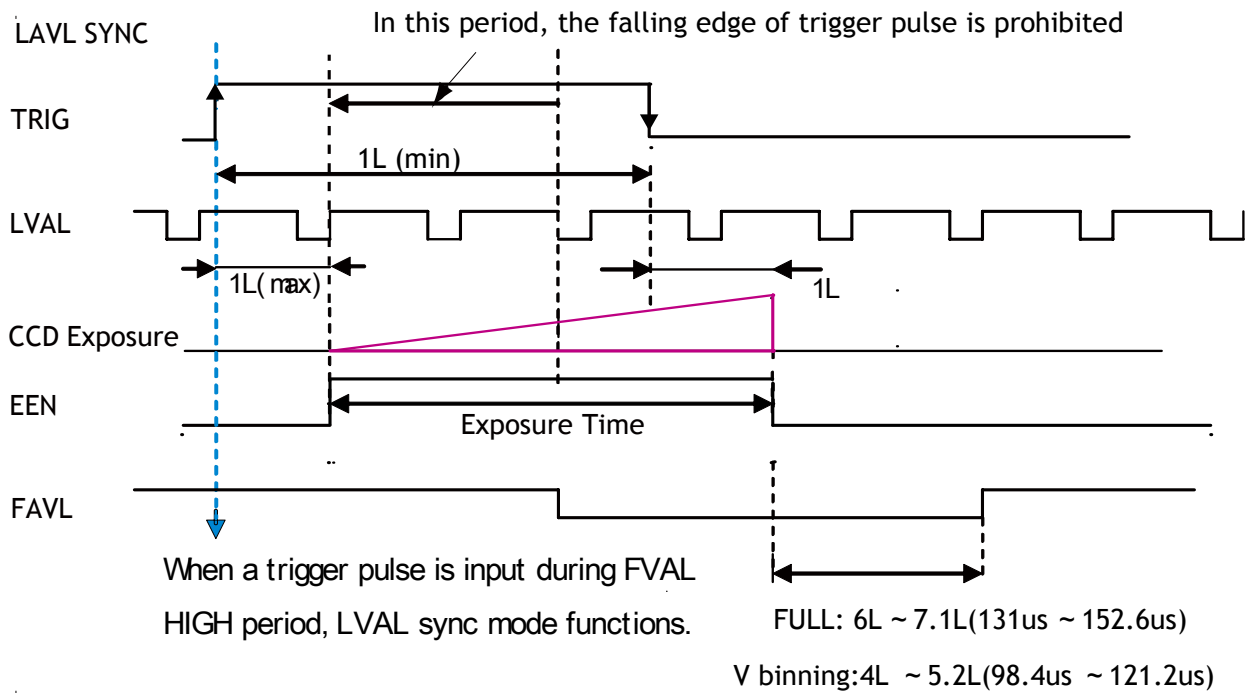 LAVL SYNC
In this period, the falling edge of trigger pulse is prohibited
TRIG
1L (min)
LVAL
1L( max)
1L
CCD Exposure
EEN
Exposure Time
FAVL
When a trigger pulse is input during FVAL
HIGH period, LVAL sync mode functions.
FULL: 6L ~ 7.1L(131us ~ 152.6us)
V binning:4L ~ 5.2L(98.4us ~ 121.2us)